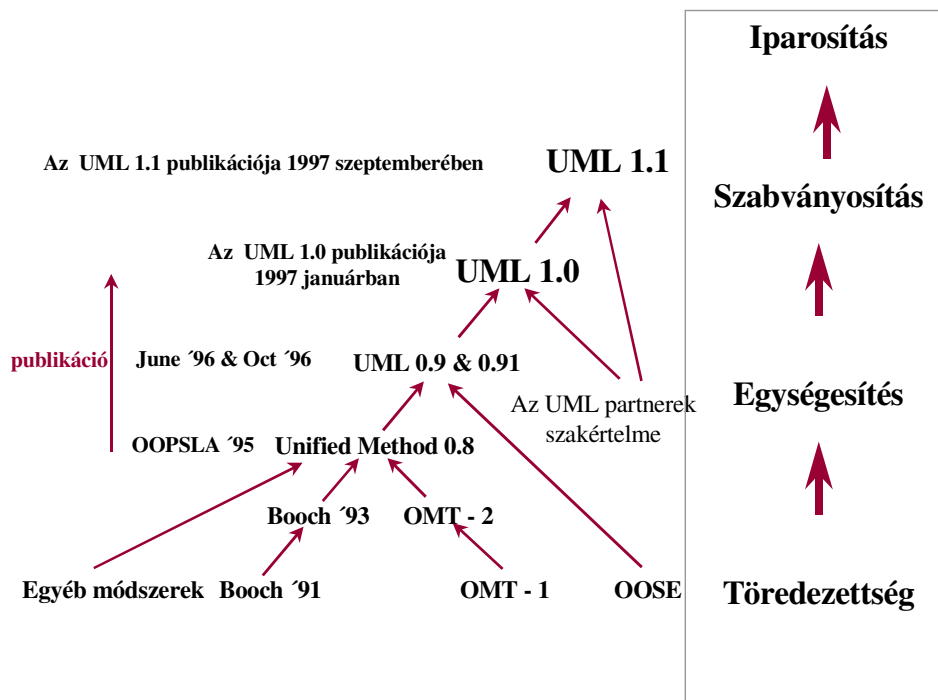 Iparosítás
Az UML 1.1 publikációja 1997 szeptemberében
UML 1.1
Szabványosítás
Az UML 1.0 publikációja
1997 januárban
UML 1.0
publikáció
June ´96 & Oct ´96
UML 0.9 & 0.91
Az UML partnerek
szakértelme
Egységesítés
OOPSLA ´95
Unified Method 0.8
Booch ´93
OMT - 2
Egyéb módszerek
Booch ´91
OMT - 1
OOSE
Töredezettség